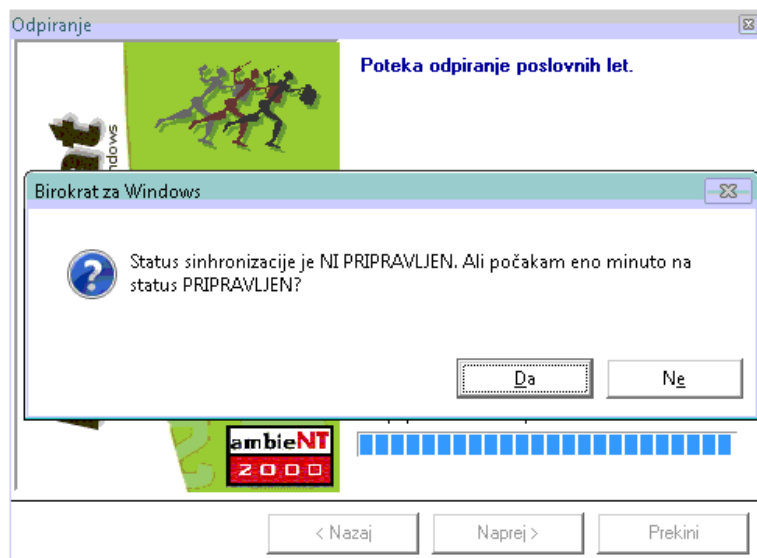 Odpiranje
Poteka odpiranje poslovnih let.
ndows
Birokrat za Windows
Status sinhronizacije je NI PRIPRAVLJEN. Ali počakam eno minuto na
status PRIPRAVLJEN?
Da
Ne
ambieNT
2000
< Nazaj
Naprej >
Prekini